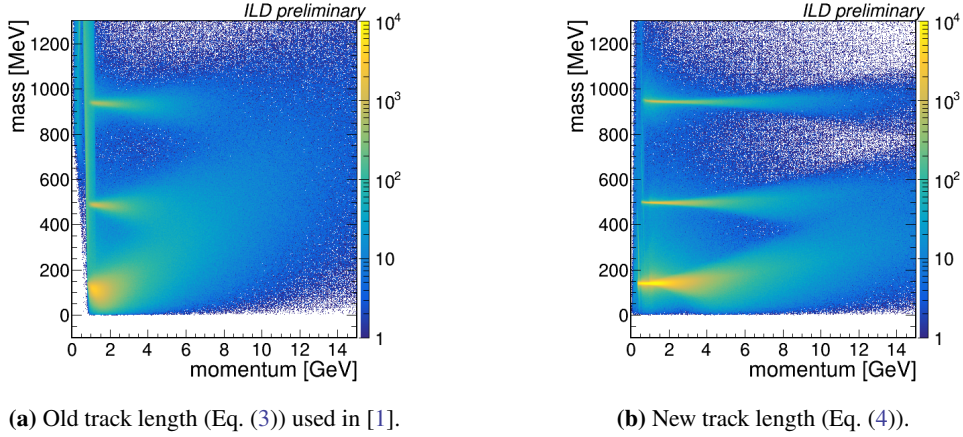 ILD preliminary
mass [MeV]
1200
1000
800
600
400
200
0
0 2 4 6 8 10 12 14
momentum [GeV]
10⁴
10³
10²
10
1
ILD preliminary
mass [MeV]
1200
1000
800
600
400
200
0
0 2 4 6 8 10 12 14
momentum [GeV]
10⁴
10³
10²
10
1
(a) Old track length (Eq. (3)) used in [1].
(b) New track length (Eq. (4)).